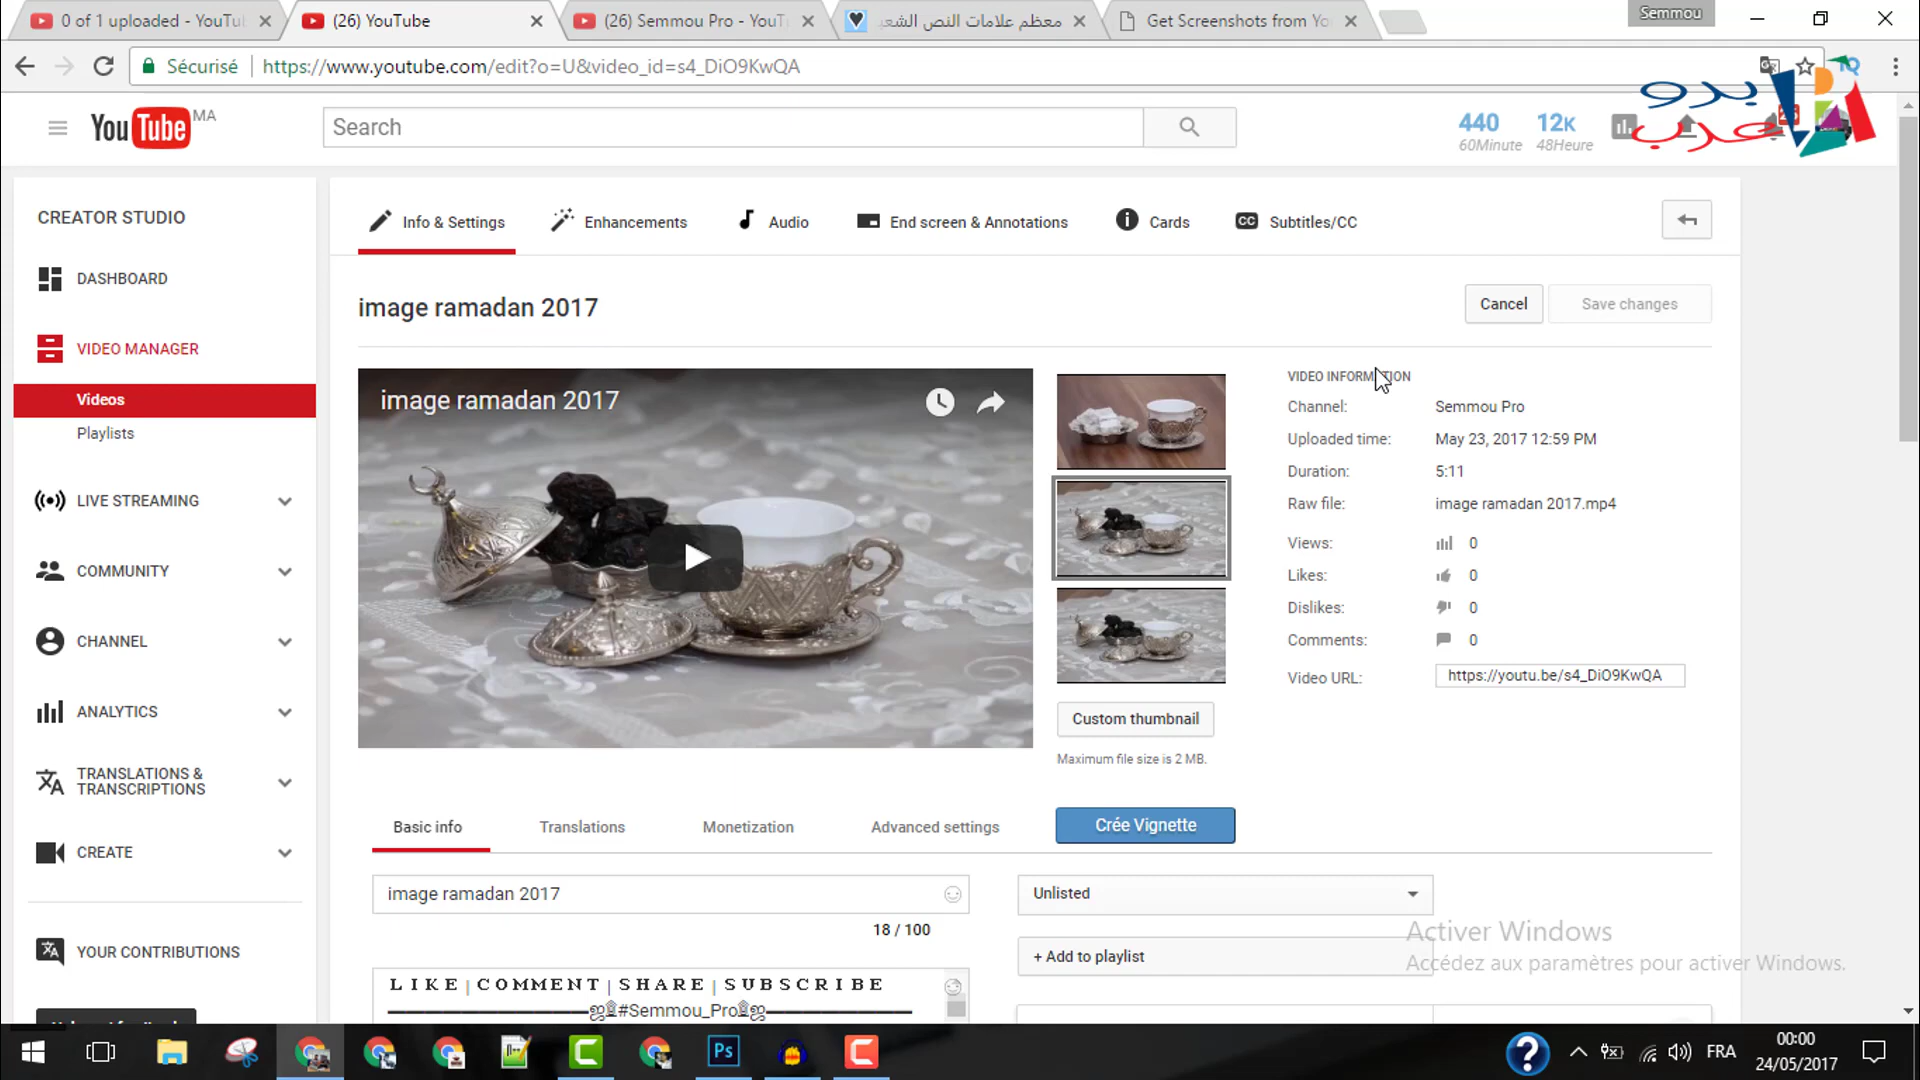 0 of 1 uploaded - YouTu
(26) YouTube
(26) Semmou Pro - YouT
معظم علامات النص الشعب
Get Screenshots from Yo
Semmou
Sécurisé
https://www.youtube.com/edit?o=U&video_id=s4_DiO9KwQA
YouTube MA
Search
440
60Minute
12K
48Heure
بدو
عرب
CREATOR STUDIO
DASHBOARD
VIDEO MANAGER
Videos
Playlists
LIVE STREAMING
COMMUNITY
CHANNEL
ANALYTICS
TRANSLATIONS &
TRANSCRIPTIONS
CREATE
YOUR CONTRIBUTIONS
Info & Settings
Enhancements
Audio
End screen & Annotations
Cards
CC Subtitles/CC
image ramadan 2017
Cancel
Save changes
image ramadan 2017
VIDEO INFORMATION
Channel: Semmou Pro
Uploaded time: May 23, 2017 12:59 PM
Duration: 5:11
Raw file: image ramadan 2017.mp4
Views: 0
Likes: 0
Dislikes: 0
Comments: 0
Video URL: https://youtu.be/s4_DiO9KwQA
Custom thumbnail
Maximum file size is 2 MB.
Basic info
Translations
Monetization
Advanced settings
Crée Vignette
image ramadan 2017
18 / 100
Unlisted
+ Add to playlist
LIKE | COMMENT | SHARE | SUBSCRIBE
#Semmou_Pro
Activer Windows
Accédez aux paramètres pour activer Windows.
Ps
FRA
00:00
24/05/2017